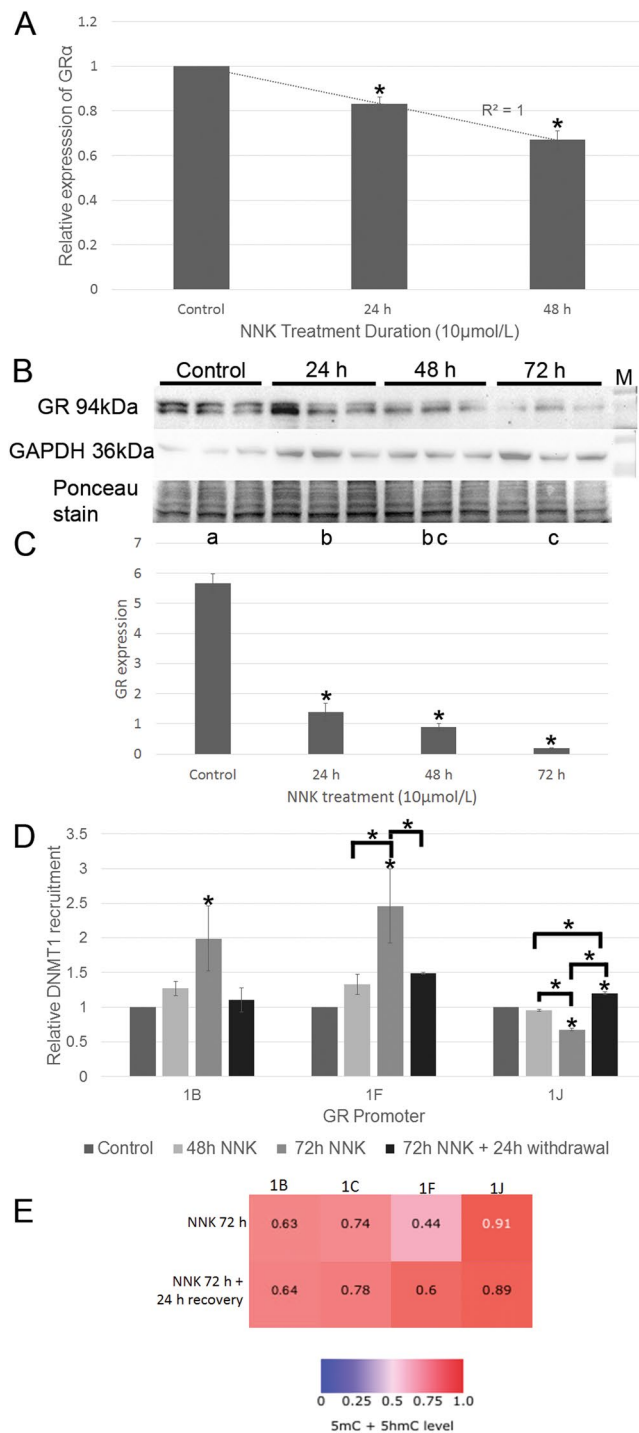 A
Relative expresssion of GRα
1.2
1
0.8
0.6
0.4
0.2
0
*
*
R² = 1
Control
24 h
48 h
NNK Treatment Duration (10µmol/L)
B
Control
24 h
48 h
72 h
M
GR 94kDa
GAPDH 36kDa
Ponceau
stain
C
a
b
b c
c
GR expression
7
6
5
4
3
2
1
0
*
*
*
Control
24 h
48 h
72 h
NNK treatment (10µmol/L)
D
Relative DNMT1 recruitment
3.5
3
2.5
2
1.5
1
0.5
0
*
*
*
*
*
*
*
*
*
1B
1F
1J
GR Promoter
Control
48h NNK
72h NNK
72h NNK + 24h withdrawal
E
1B
1C
1F
1J
NNK 72 h
0.63
0.74
0.44
0.91
NNK 72 h +
24 h recovery
0.64
0.78
0.6
0.89
0
0.25
0.5
0.75
1.0
5mC + 5hmC level